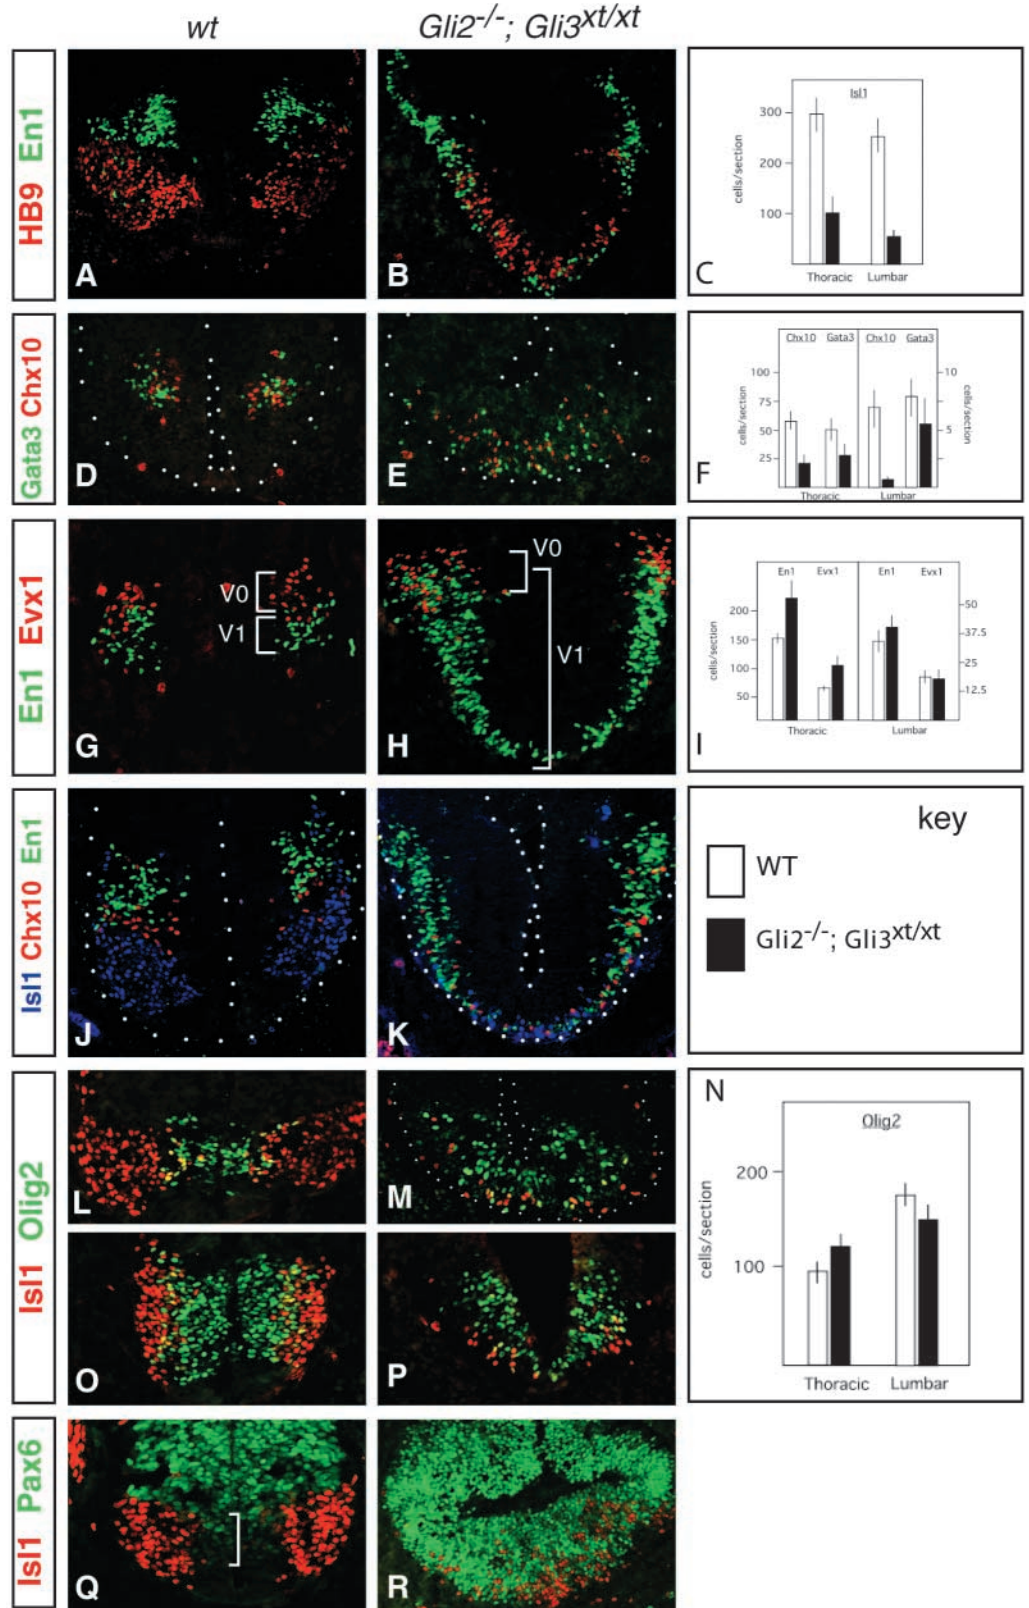 wt
Gli2-/-; Gli3xt/xt
HB9 En1
A
B
Isl1
300
200
100
cells/section
Thoracic
Lumbar
C
Gata3 Chx10
D
E
Chx10
Gata3
Chx10
Gata3
100
75
50
25
10
5
cells/section
cells/section
Thoracic
Lumbar
F
En1 Evx1
V0
V1
G
V0
V1
H
En1
Evx1
En1
Evx1
200
150
100
50
50
37.5
25
12.5
cells/section
Thoracic
Lumbar
I
Isl1 Chx10 En1
J
K
key
WT
Gli2-/-; Gli3xt/xt
Isl1 Olig2
L
M
N
Olig2
200
100
cells/section
Thoracic
Lumbar
O
P
Isl1 Pax6
Q
R